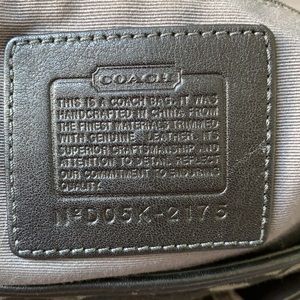 COACH
THIS IS A COACH BAG. IT WAS
HANDCRAFTED IN CHINA FROM
THE FINEST MATERIALS TRIMMED
WITH GENUINE LEATHER. ITS
SUPERIOR CRAFTSMANSHIP AND
ATTENTION TO DETAIL REFLECT
OUR COMMITMENT TO ENDURING
QUALITY.
Nº D05K-2175